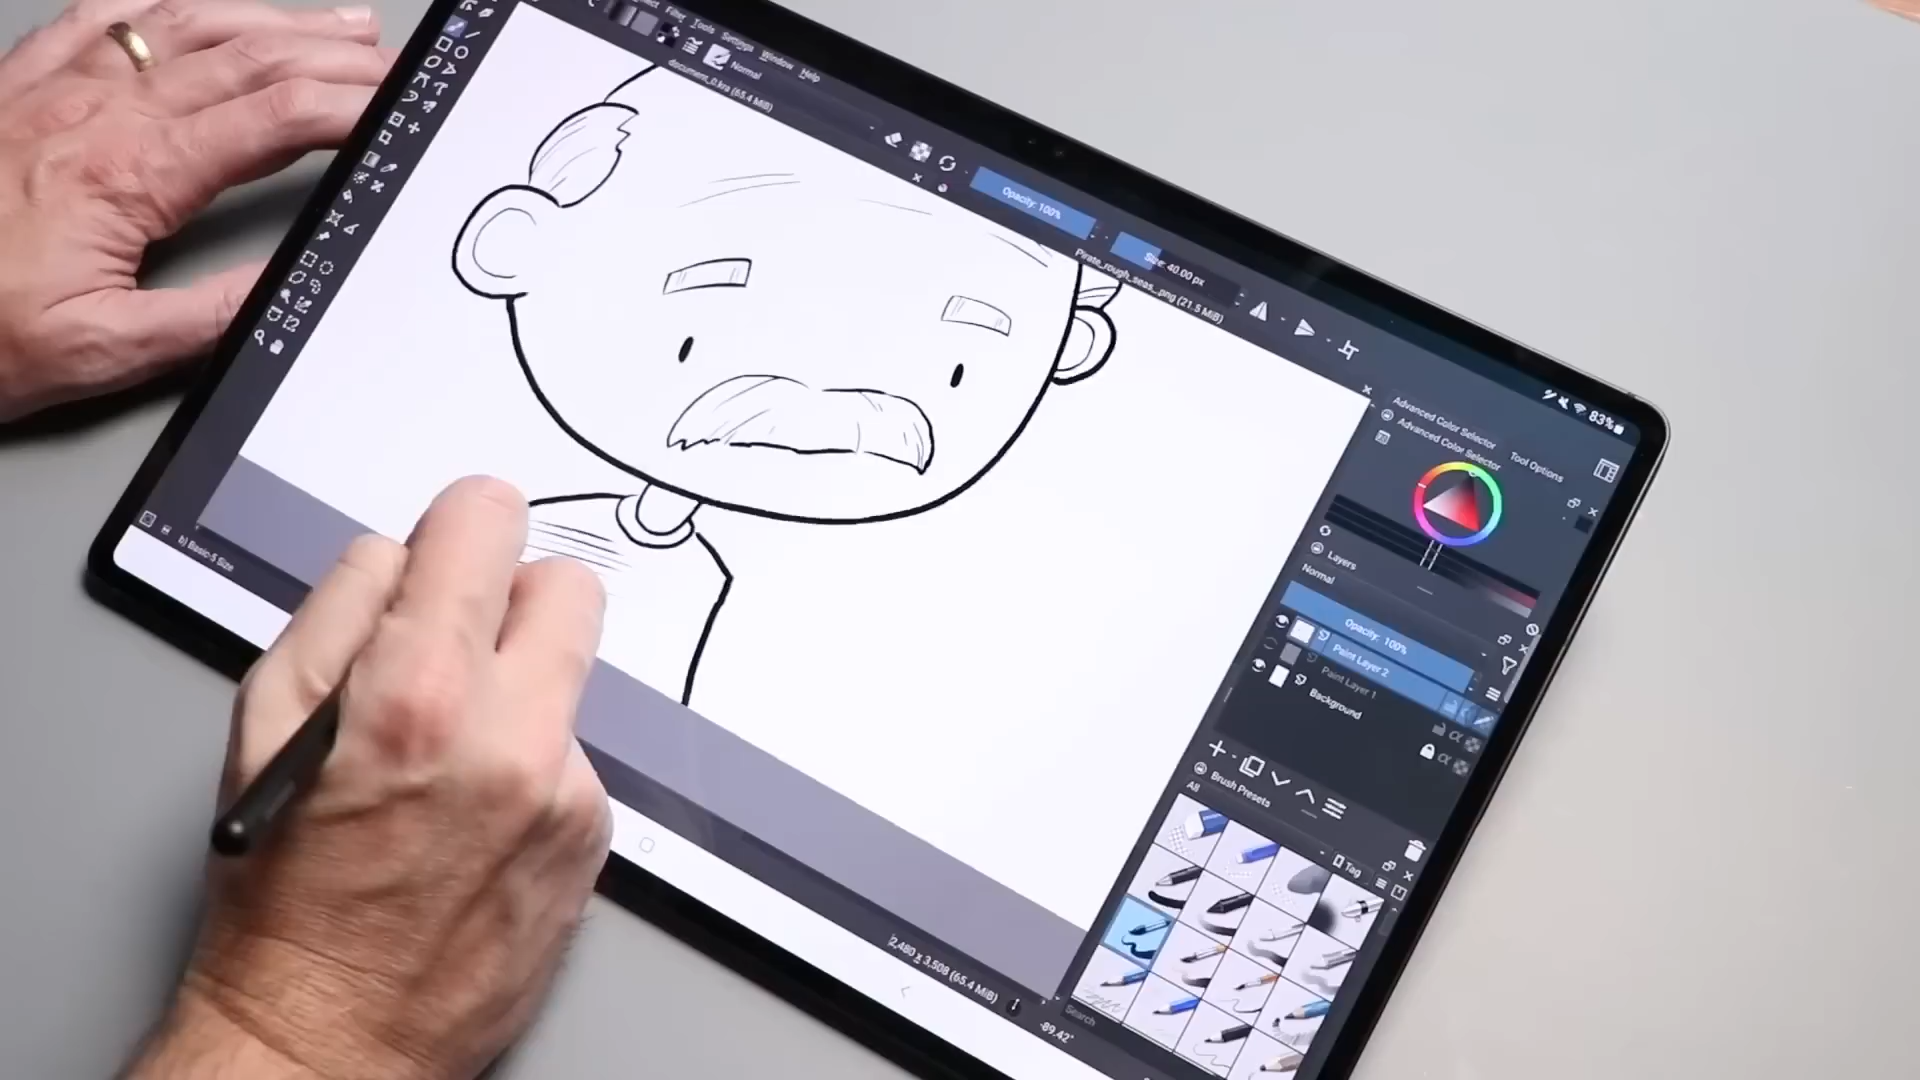 Filter
Tools
Settings
Window
Help
Normal
document_0.kra (65.4 MiB)
Opacity: 100%
Size: 40.00 px
Pirate_rough_seas_.png (21.5 MiB)
83%
Advanced Color Selector
Advanced Color Selector
Tool Options
Layers
Normal
Opacity: 100%
Paint Layer 2
Paint Layer 1
Background
Brush Presets
All
Tag
Search
b) Basic-5 Size
2,480 x 3,508 (65.4 MiB)
-89.42°